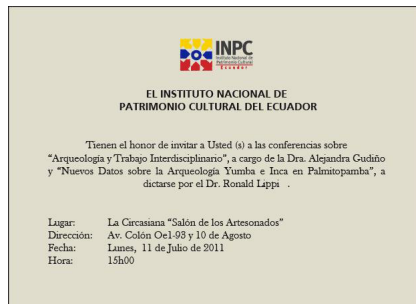 INPC
Instituto Nacional de
Patrimonio Cultural
Ecuador
EL INSTITUTO NACIONAL DE
PATRIMONIO CULTURAL DEL ECUADOR
Tienen el honor de invitar a Usted (s) a las conferencias sobre
“Arqueología y Trabajo Interdisciplinario”, a cargo de la Dra. Alejandra Gudiño
y “Nuevos Datos sobre la Arqueología Yumba e Inca en Palmitopamba”, a
dictarse por el Dr. Ronald Lippi .
Lugar: La Circasiana “Salón de los Artesonados”
Dirección: Av. Colón Oe1-93 y 10 de Agosto
Fecha: Lunes, 11 de Julio de 2011
Hora: 15h00